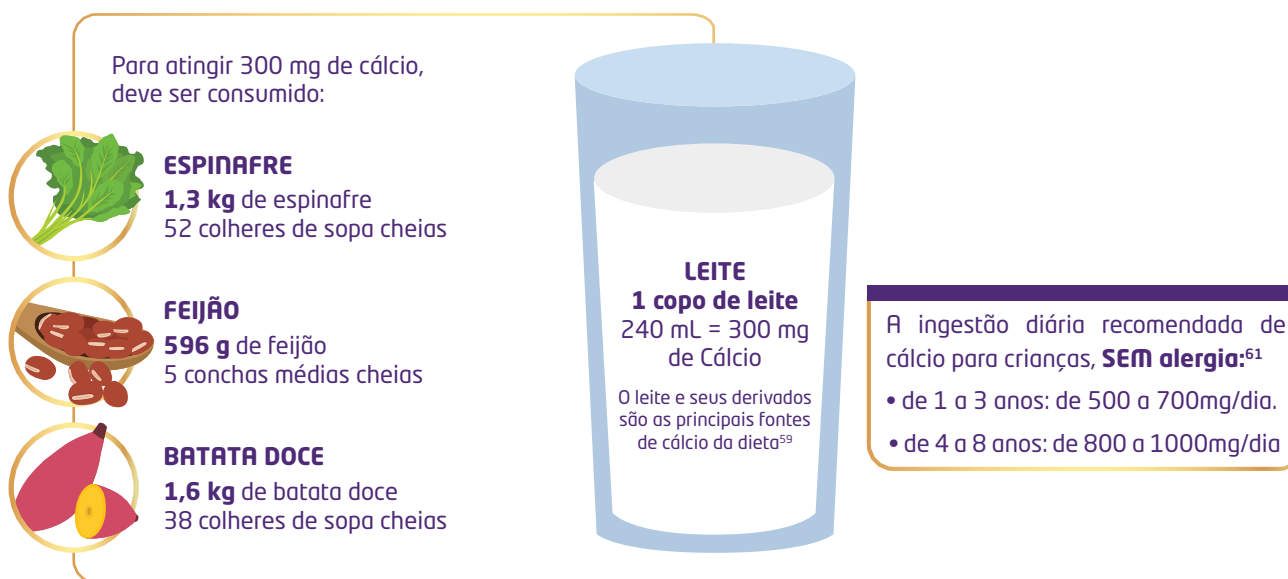 Para atingir 300 mg de cálcio,
deve ser consumido:
ESPINAFRE
1,3 kg de espinafre
52 colheres de sopa cheias
FEIJÃO
596 g de feijão
5 conchas médias cheias
BATATA DOCE
1,6 kg de batata doce
38 colheres de sopa cheias
LEITE
1 copo de leite
240 mL = 300 mg
de Cálcio
O leite e seus derivados
são as principais fontes
de cálcio da dieta⁵⁹
A ingestão diária recomendada de
cálcio para crianças, SEM alergia:⁶¹
• de 1 a 3 anos: de 500 a 700mg/dia.
• de 4 a 8 anos: de 800 a 1000mg/dia